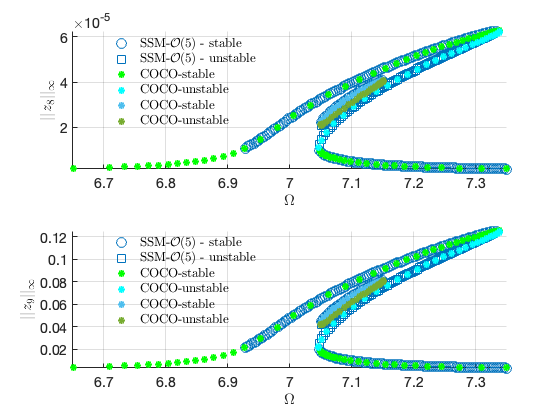 ×10⁻⁵
6
4
2
||z₈||∞
SSM-𝒪(5) - stable
SSM-𝒪(5) - unstable
COCO-stable
COCO-unstable
COCO-stable
COCO-unstable
6.7 6.8 6.9 7 7.1 7.2 7.3
Ω
0.12
0.1
0.08
0.06
0.04
0.02
||z₉||∞
SSM-𝒪(5) - stable
SSM-𝒪(5) - unstable
COCO-stable
COCO-unstable
COCO-stable
COCO-unstable
6.7 6.8 6.9 7 7.1 7.2 7.3
Ω